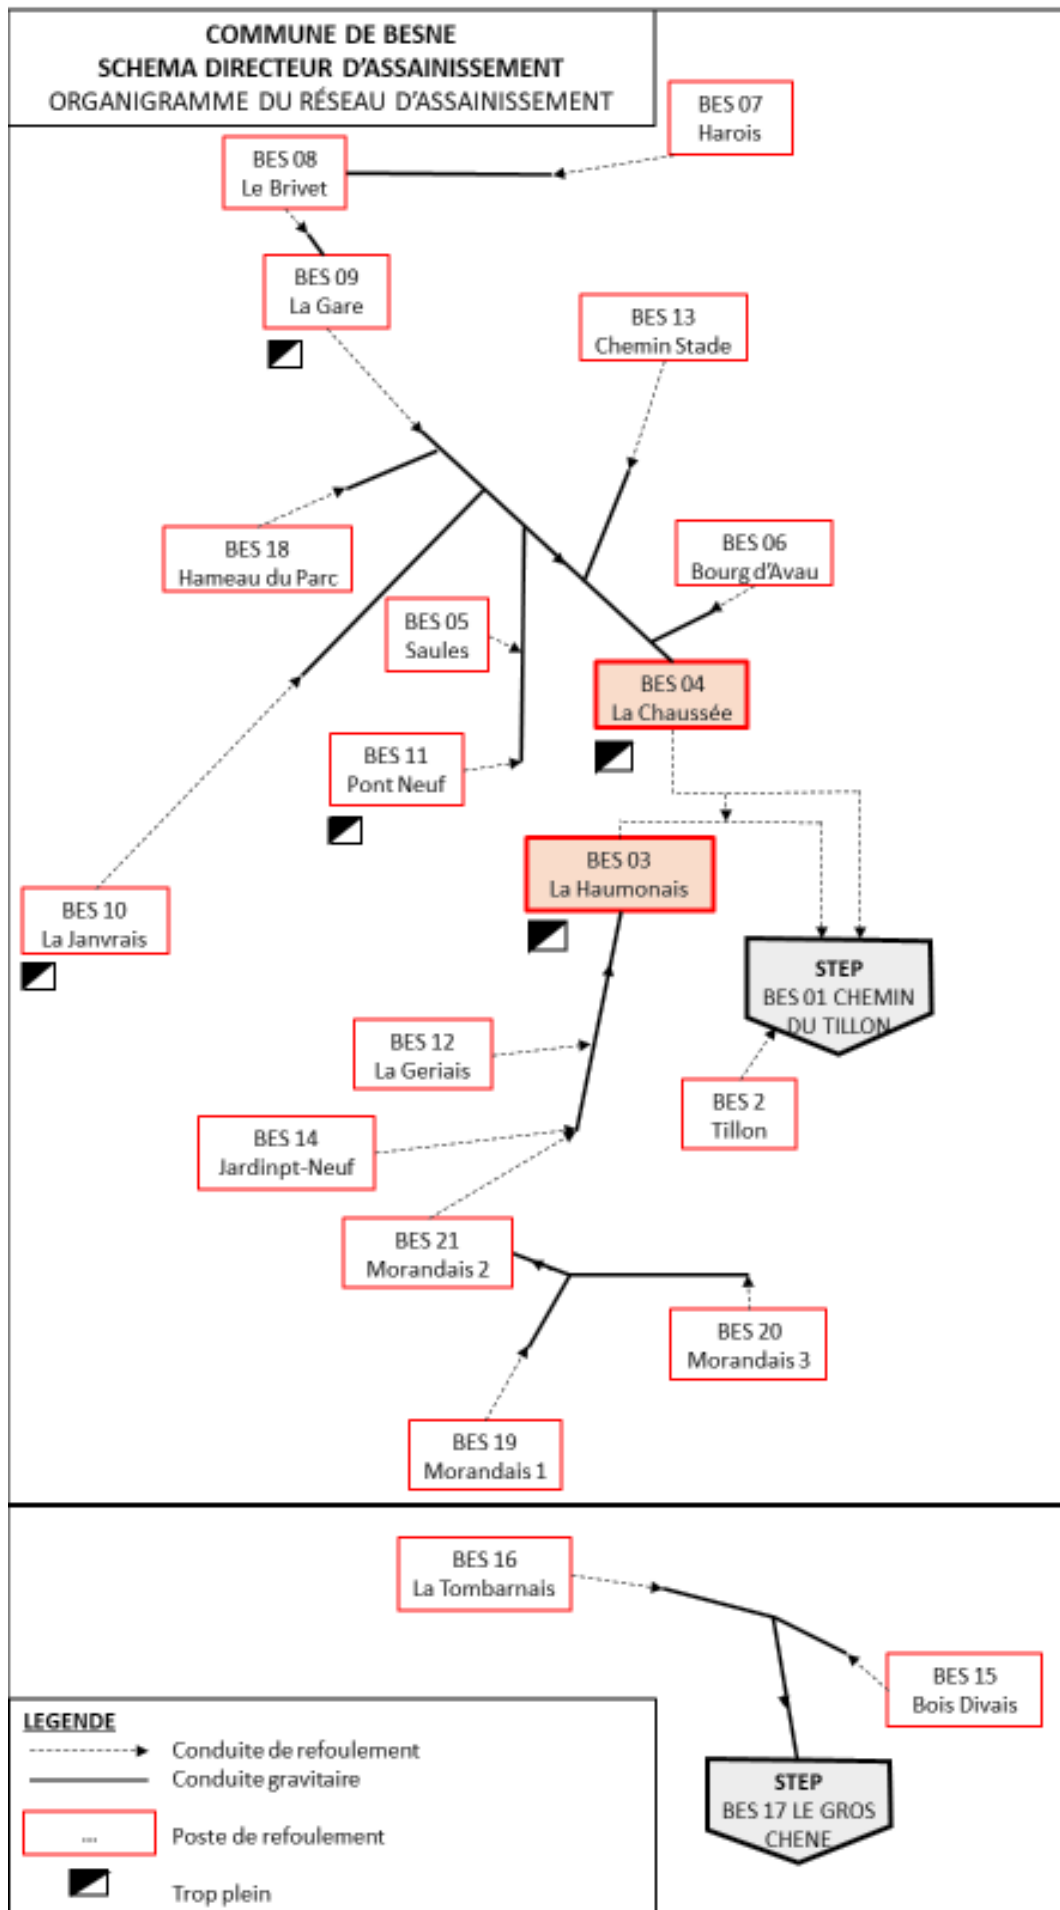 COMMUNE DE BESNE
SCHEMA DIRECTEUR D'ASSAINISSEMENT
ORGANIGRAMME DU RÉSEAU D'ASSAINISSEMENT
BES 07
Harois
BES 08
Le Brivet
BES 09
La Gare
BES 13
Chemin Stade
BES 18
Hameau du Parc
BES 06
Bourg d'Avau
BES 05
Saules
BES 04
La Chaussée
BES 11
Pont Neuf
BES 03
La Haumonais
BES 10
La Janvrais
STEP
BES 01 CHEMIN
DU TILLON
BES 12
La Geriais
BES 2
Tillon
BES 14
Jardinpt-Neuf
BES 21
Morandais 2
BES 20
Morandais 3
BES 19
Morandais 1
BES 16
La Tombarnais
BES 15
Bois Divais
STEP
BES 17 LE GROS
CHENE
LEGENDE
Conduite de refoulement
Conduite gravitaire
... Poste de refoulement
Trop plein